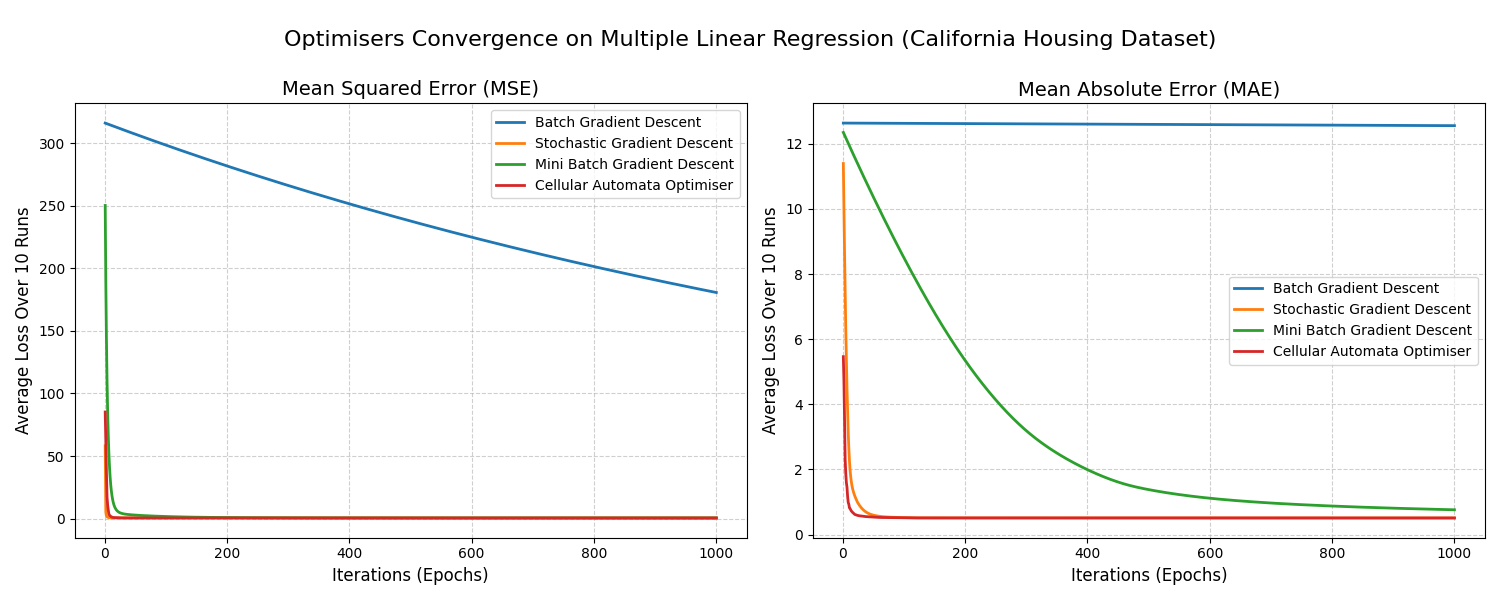 Optimisers Convergence on Multiple Linear Regression (California Housing Dataset)
Mean Squared Error (MSE)
Average Loss Over 10 Runs
300
250
200
150
100
50
0
Batch Gradient Descent
Stochastic Gradient Descent
Mini Batch Gradient Descent
Cellular Automata Optimiser
0 200 400 600 800 1000
Iterations (Epochs)
Mean Absolute Error (MAE)
Average Loss Over 10 Runs
12
10
8
6
4
2
0
Batch Gradient Descent
Stochastic Gradient Descent
Mini Batch Gradient Descent
Cellular Automata Optimiser
0 200 400 600 800 1000
Iterations (Epochs)